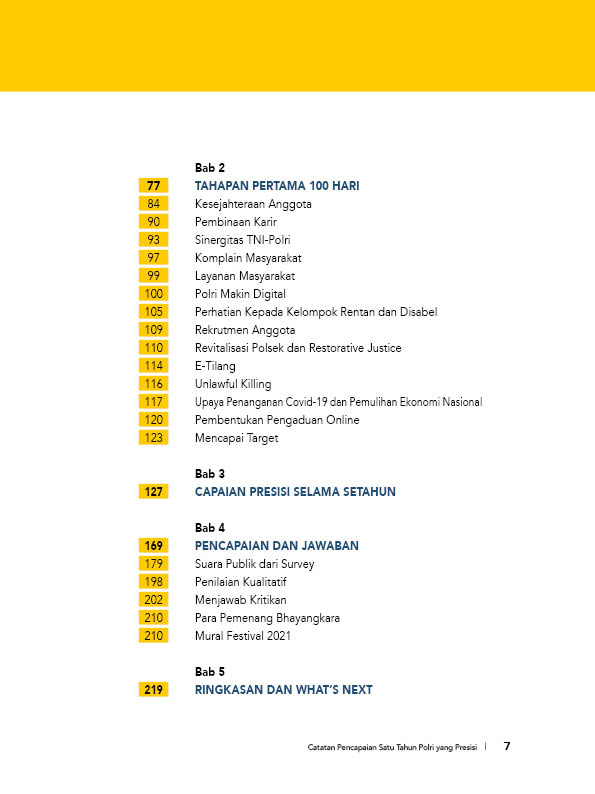 Bab 2
77 TAHAPAN PERTAMA 100 HARI
84 Kesejahteraan Anggota
90 Pembinaan Karir
93 Sinergitas TNI-Polri
97 Komplain Masyarakat
99 Layanan Masyarakat
100 Polri Makin Digital
105 Perhatian Kepada Kelompok Rentan dan Disabel
109 Rekrutmen Anggota
110 Revitalisasi Polsek dan Restorative Justice
114 E-Tilang
116 Unlawful Killing
117 Upaya Penanganan Covid-19 dan Pemulihan Ekonomi Nasional
120 Pembentukan Pengaduan Online
123 Mencapai Target
Bab 3
127 CAPAIAN PRESISI SELAMA SETAHUN
Bab 4
169 PENCAPAIAN DAN JAWABAN
179 Suara Publik dari Survey
198 Penilaian Kualitatif
202 Menjawab Kritikan
210 Para Pemenang Bhayangkara
210 Mural Festival 2021
Bab 5
219 RINGKASAN DAN WHAT'S NEXT
Catatan Pencapaian Satu Tahun Polri yang Presisi | 7